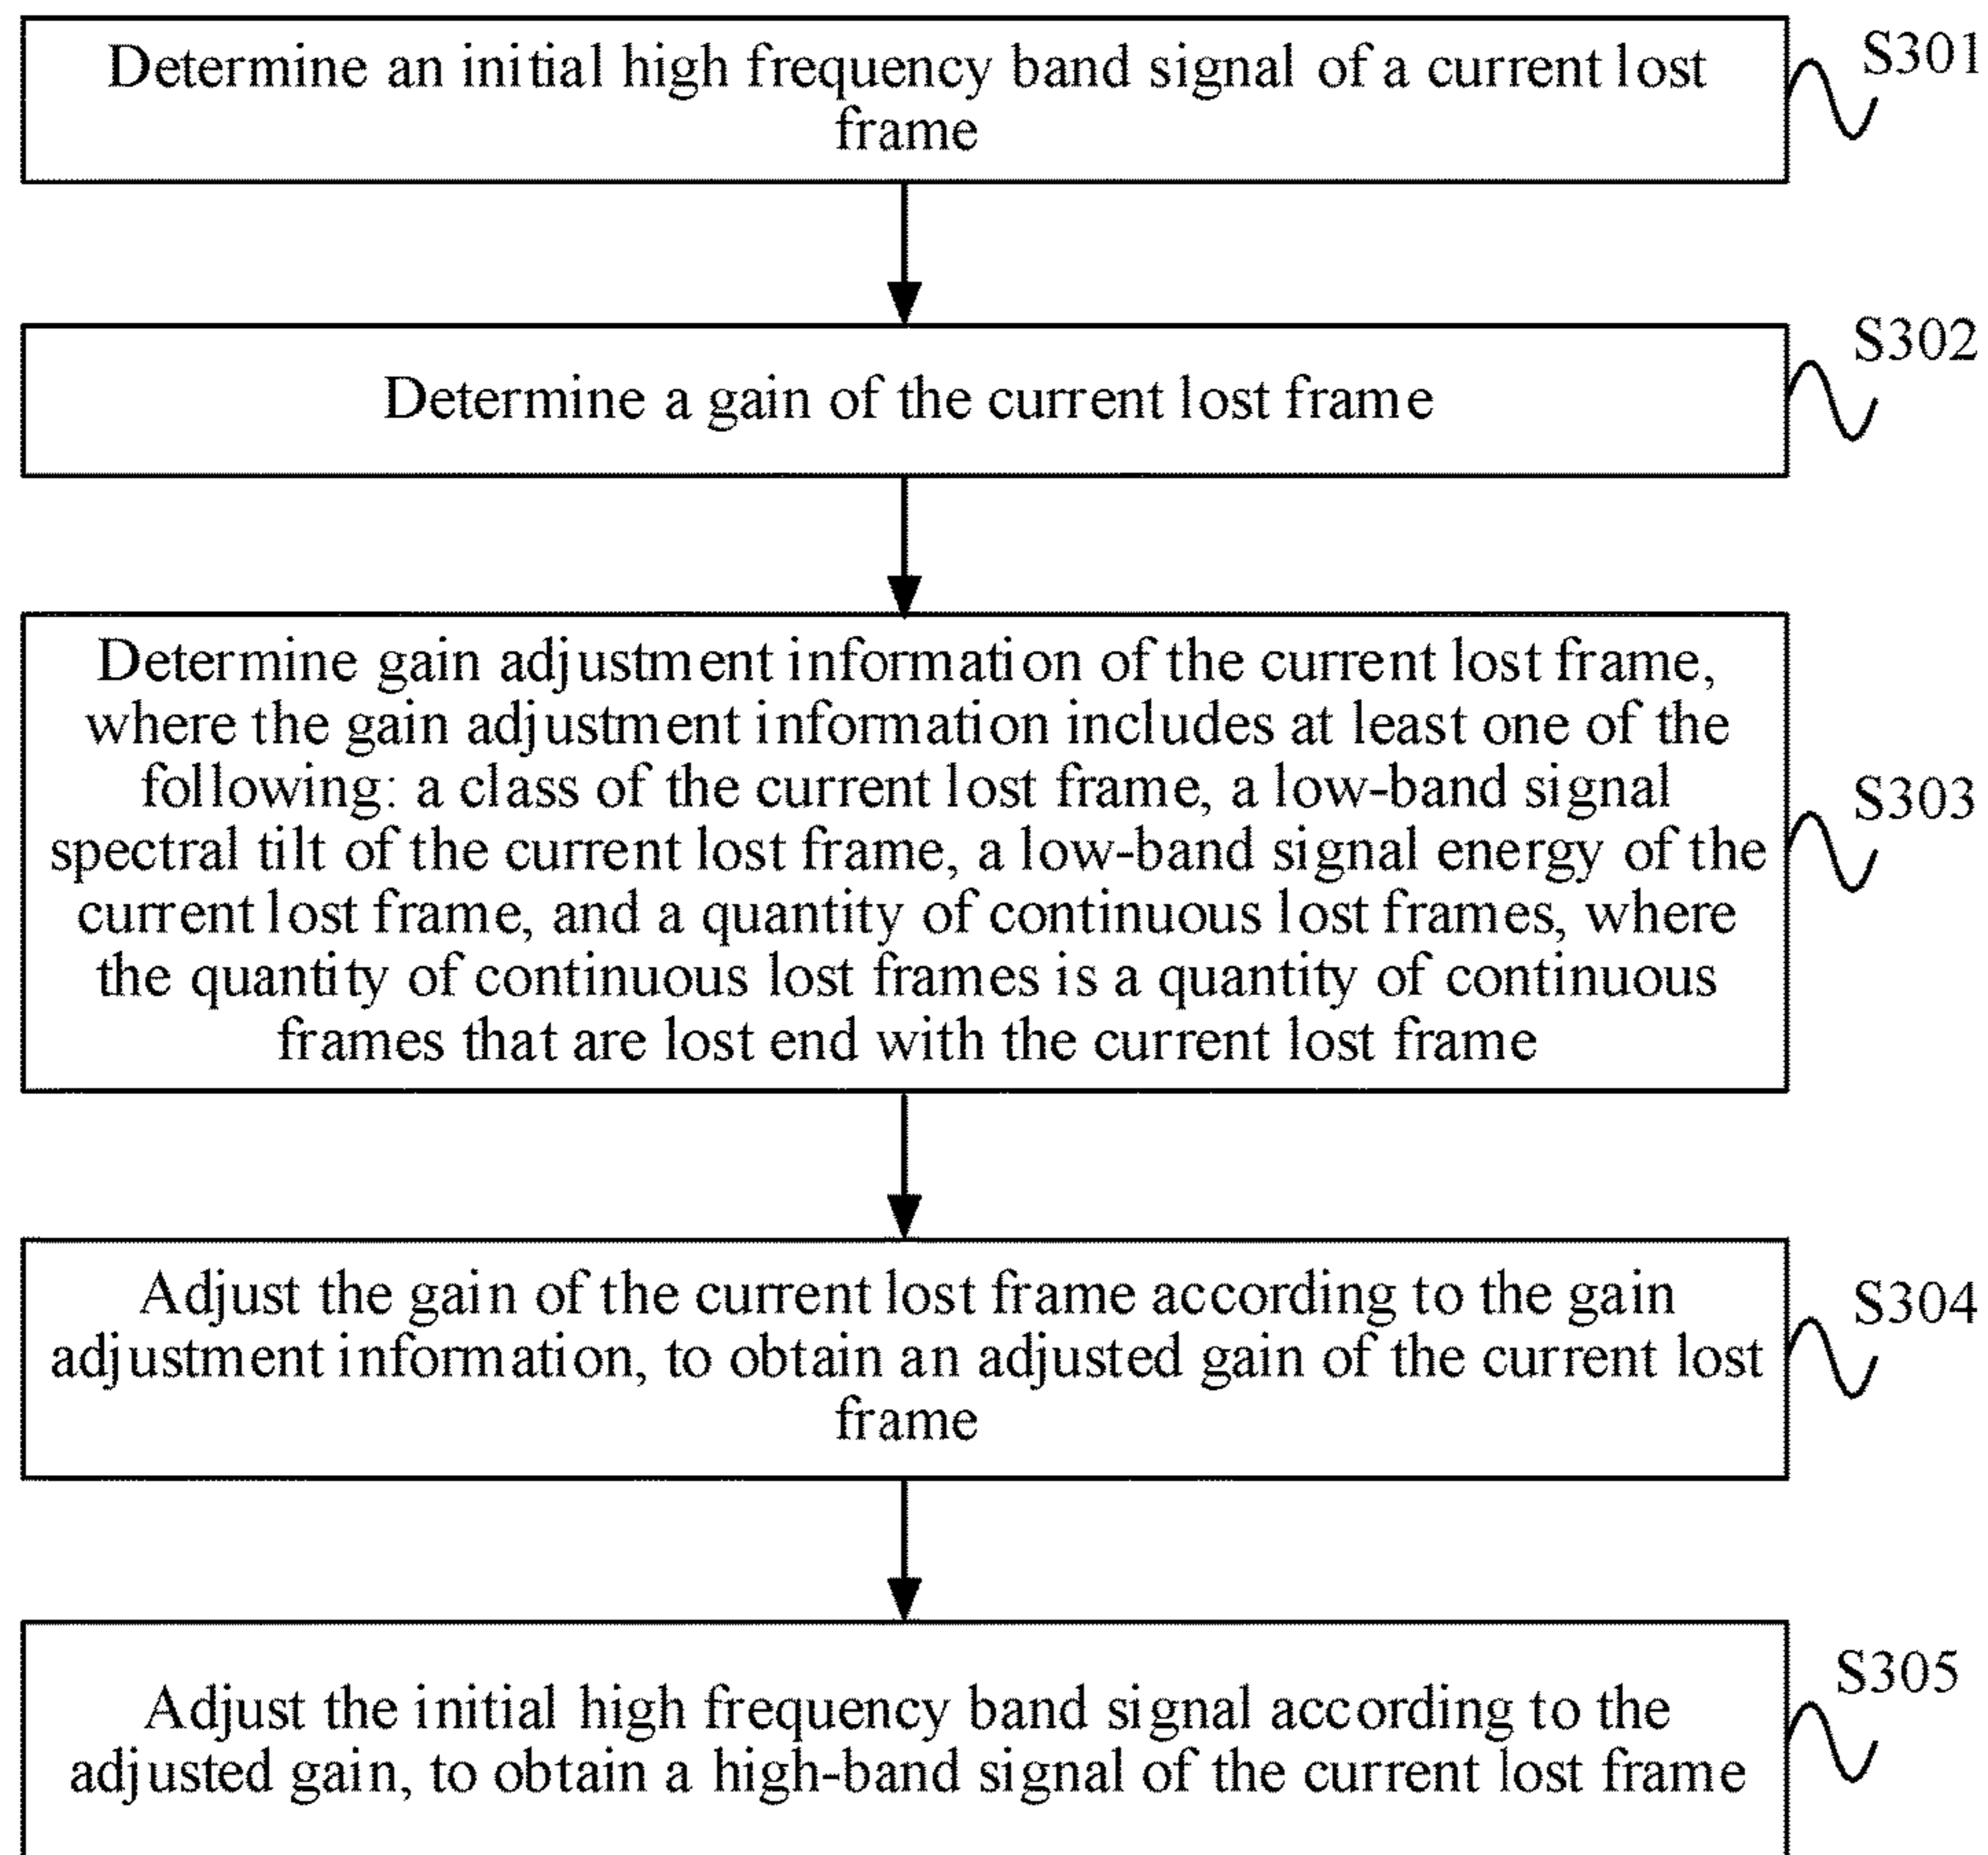 Determine an initial high frequency band signal of a current lost
frame
S301
Determine a gain of the current lost frame
S302
Determine gain adjustment information of the current lost frame,
where the gain adjustment information includes at least one of the
following: a class of the current lost frame, a low-band signal
spectral tilt of the current lost frame, a low-band signal energy of the
current lost frame, and a quantity of continuous lost frames, where
the quantity of continuous lost frames is a quantity of continuous
frames that are lost end with the current lost frame
S303
Adjust the gain of the current lost frame according to the gain
adjustment information, to obtain an adjusted gain of the current lost
frame
S304
Adjust the initial high frequency band signal according to the
adjusted gain, to obtain a high-band signal of the current lost frame
S305